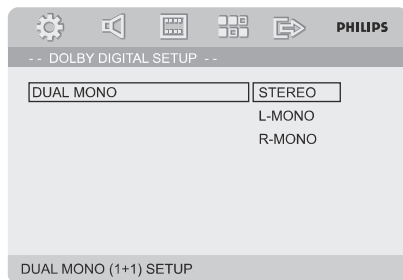 PHILIPS
-- DOLBY DIGITAL SETUP --
DUAL MONO STEREO
L-MONO
R-MONO
DUAL MONO (1+1) SETUP